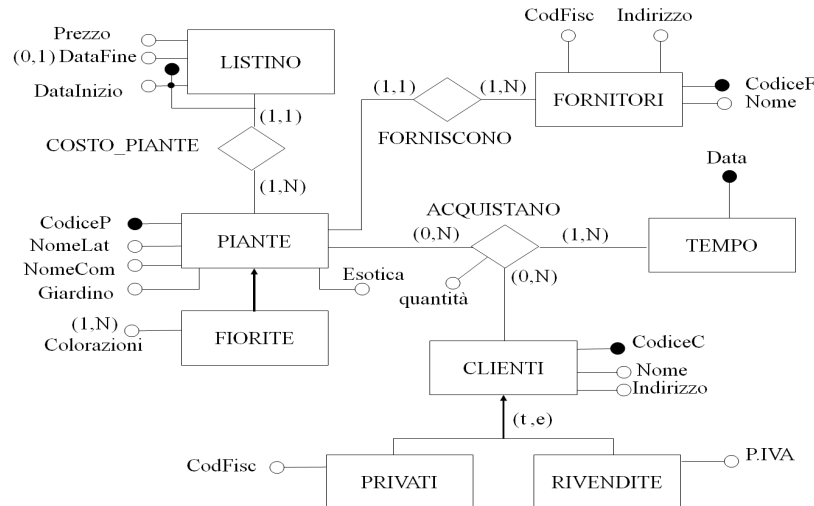 CodFisc
Indirizzo
Prezzo
(0,1) DataFine
DataInizio
LISTINO
(1,1)
(1,1)
(1,N)
FORNITORI
CodiceF
Nome
COSTO_PIANTE
FORNISCONO
(1,N)
Data
CodiceP
NomeLat
NomeCom
Giardino
PIANTE
ACQUISTANO
(0,N)
(1,N)
TEMPO
Esotica
quantità
(0,N)
(1,N)
Colorazioni
FIORITE
CLIENTI
CodiceC
Nome
Indirizzo
(t,e)
CodFisc
PRIVATI
RIVENDITE
P.IVA